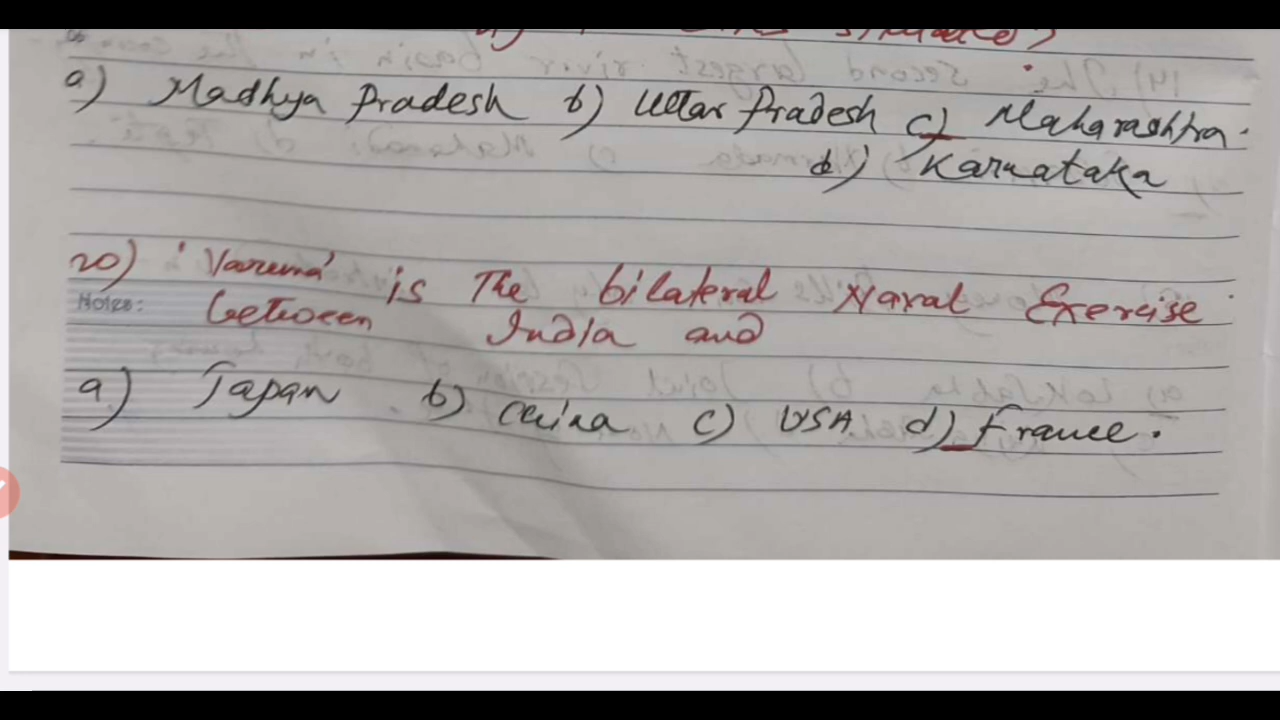 a) Madhya Pradesh b) Uttar Pradesh c) Maharashtra.
d) Karnataka
20) 'Varuna' is The bilateral Naval Exercise
Notes:
between India and
a) Japan b) China c) USA d) France.